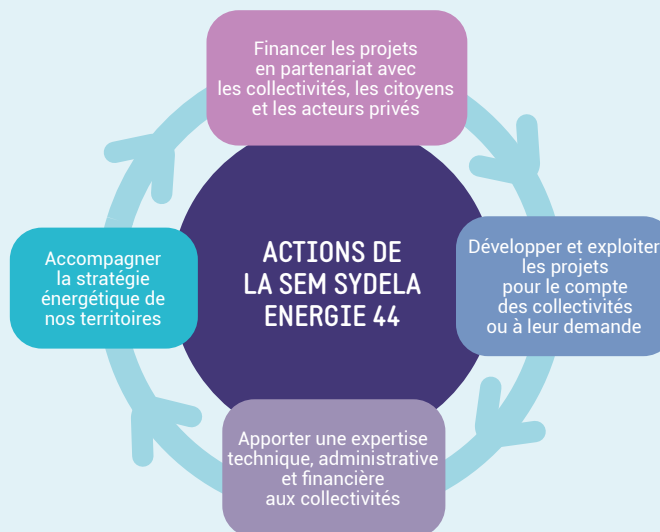 Financer les projets
en partenariat avec
les collectivités, les citoyens
et les acteurs privés
Accompagner
la stratégie
énergétique de
nos territoires
ACTIONS DE
LA SEM SYDELA
ENERGIE 44
Développer et exploiter
les projets
pour le compte
des collectivités
ou à leur demande
Apporter une expertise
technique, administrative
et financière
aux collectivités